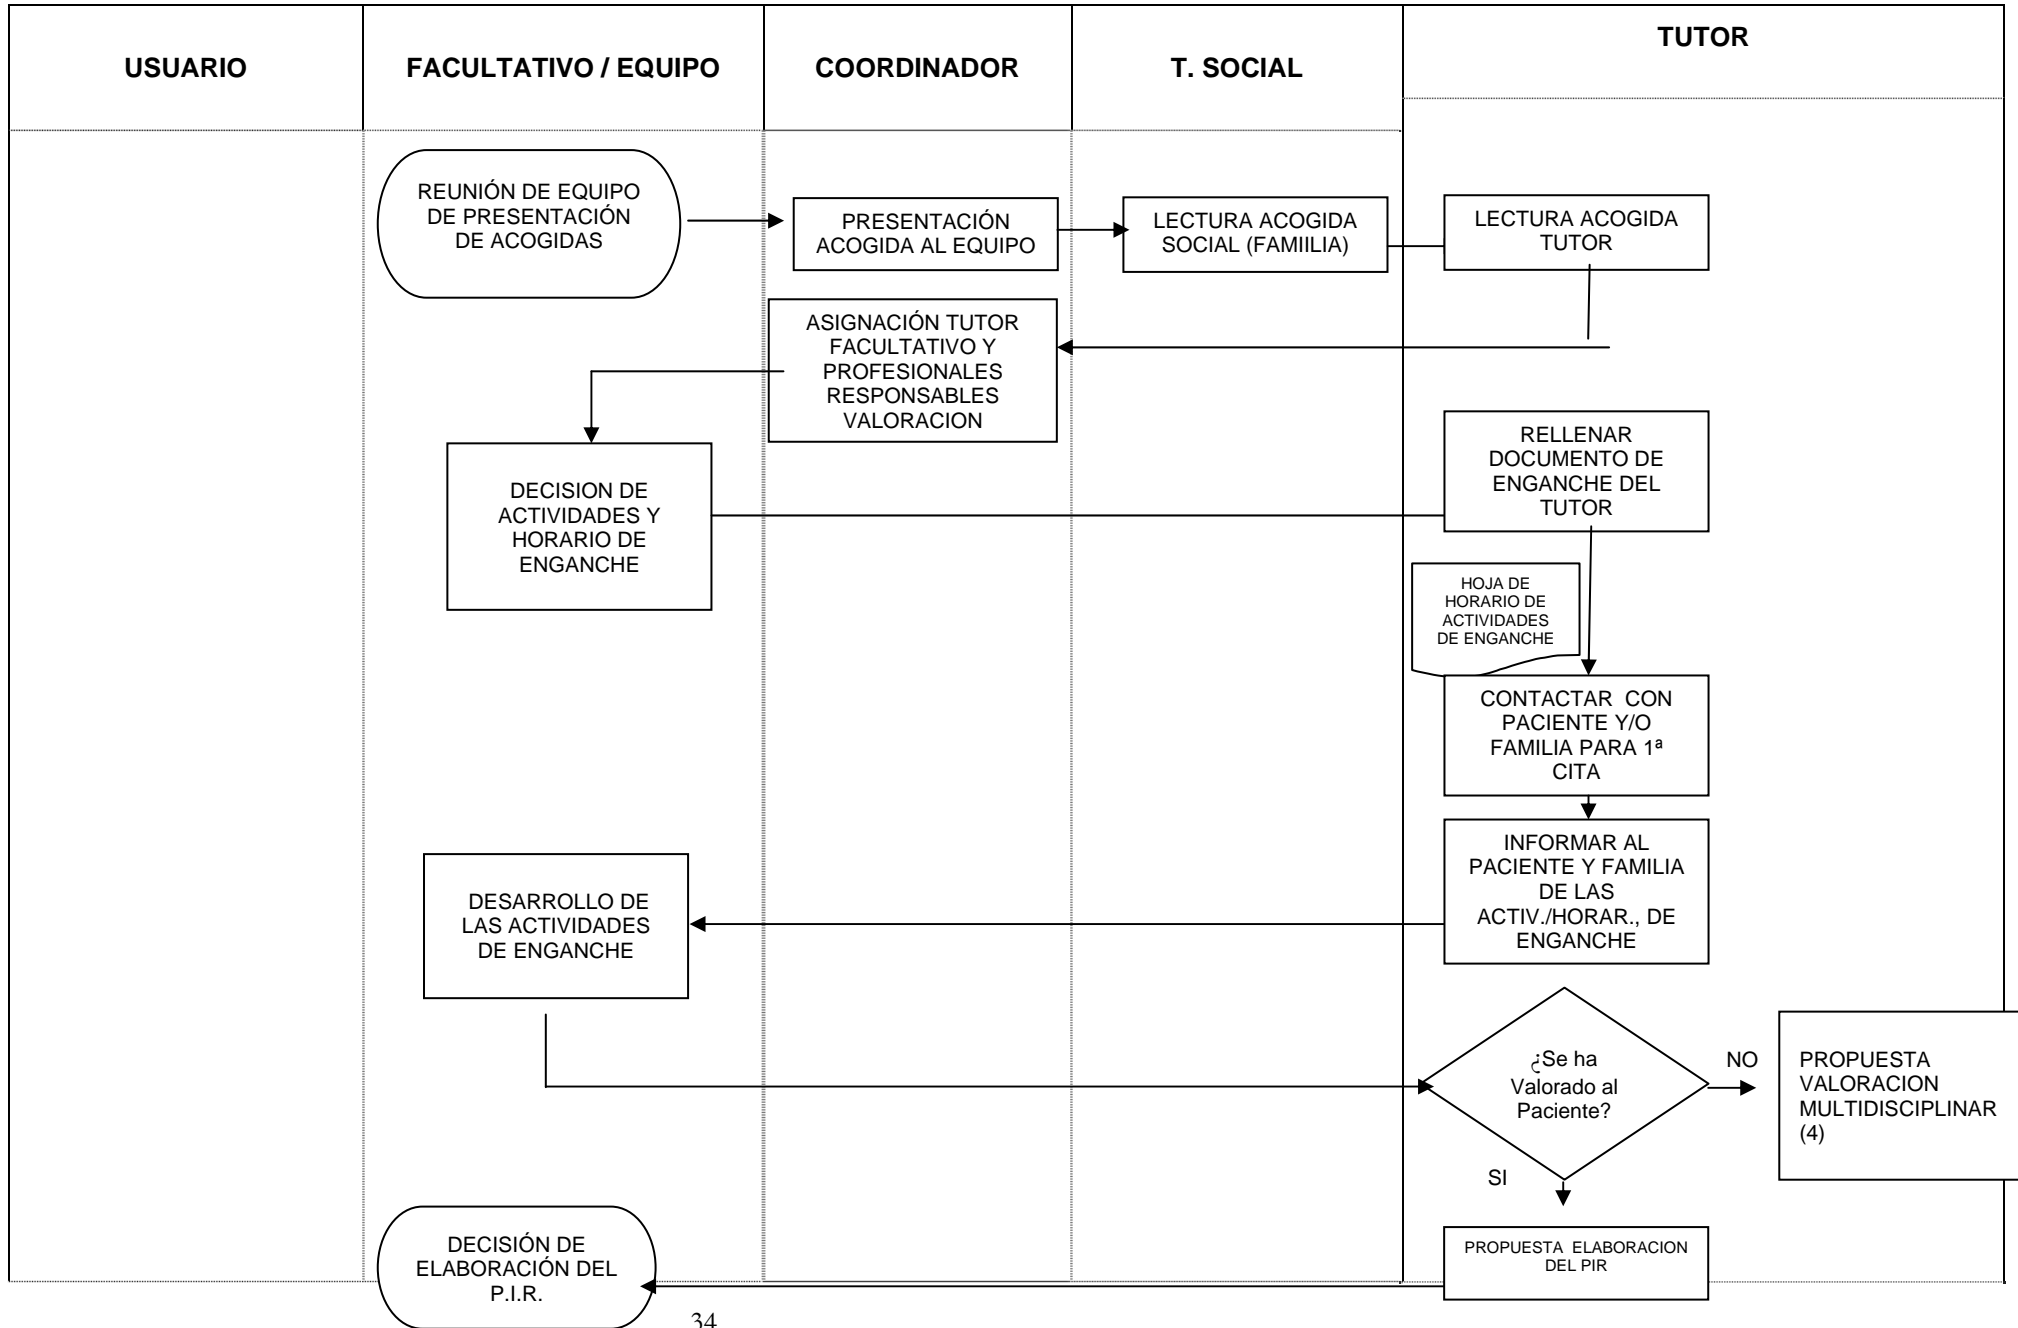 USUARIO
FACULTATIVO / EQUIPO
COORDINADOR
T. SOCIAL
TUTOR
REUNIÓN DE EQUIPO
DE PRESENTACIÓN
DE ACOGIDAS
PRESENTACIÓN
ACOGIDA AL EQUIPO
LECTURA ACOGIDA
SOCIAL (FAMIILIA)
LECTURA ACOGIDA
TUTOR
ASIGNACIÓN TUTOR
FACULTATIVO Y
PROFESIONALES
RESPONSABLES
VALORACION
DECISION DE
ACTIVIDADES Y
HORARIO DE
ENGANCHE
RELLENAR
DOCUMENTO DE
ENGANCHE DEL
TUTOR
HOJA DE
HORARIO DE
ACTIVIDADES
DE ENGANCHE
CONTACTAR CON
PACIENTE Y/O
FAMILIA PARA 1ª
CITA
INFORMAR AL
PACIENTE Y FAMILIA
DE LAS
ACTIV./HORAR., DE
ENGANCHE
DESARROLLO DE
LAS ACTIVIDADES
DE ENGANCHE
¿Se ha
Valorado al
Paciente?
NO
PROPUESTA
VALORACION
MULTIDISCIPLINAR
(4)
SI
PROPUESTA ELABORACION
DEL PIR
DECISIÓN DE
ELABORACIÓN DEL
P.I.R.
34